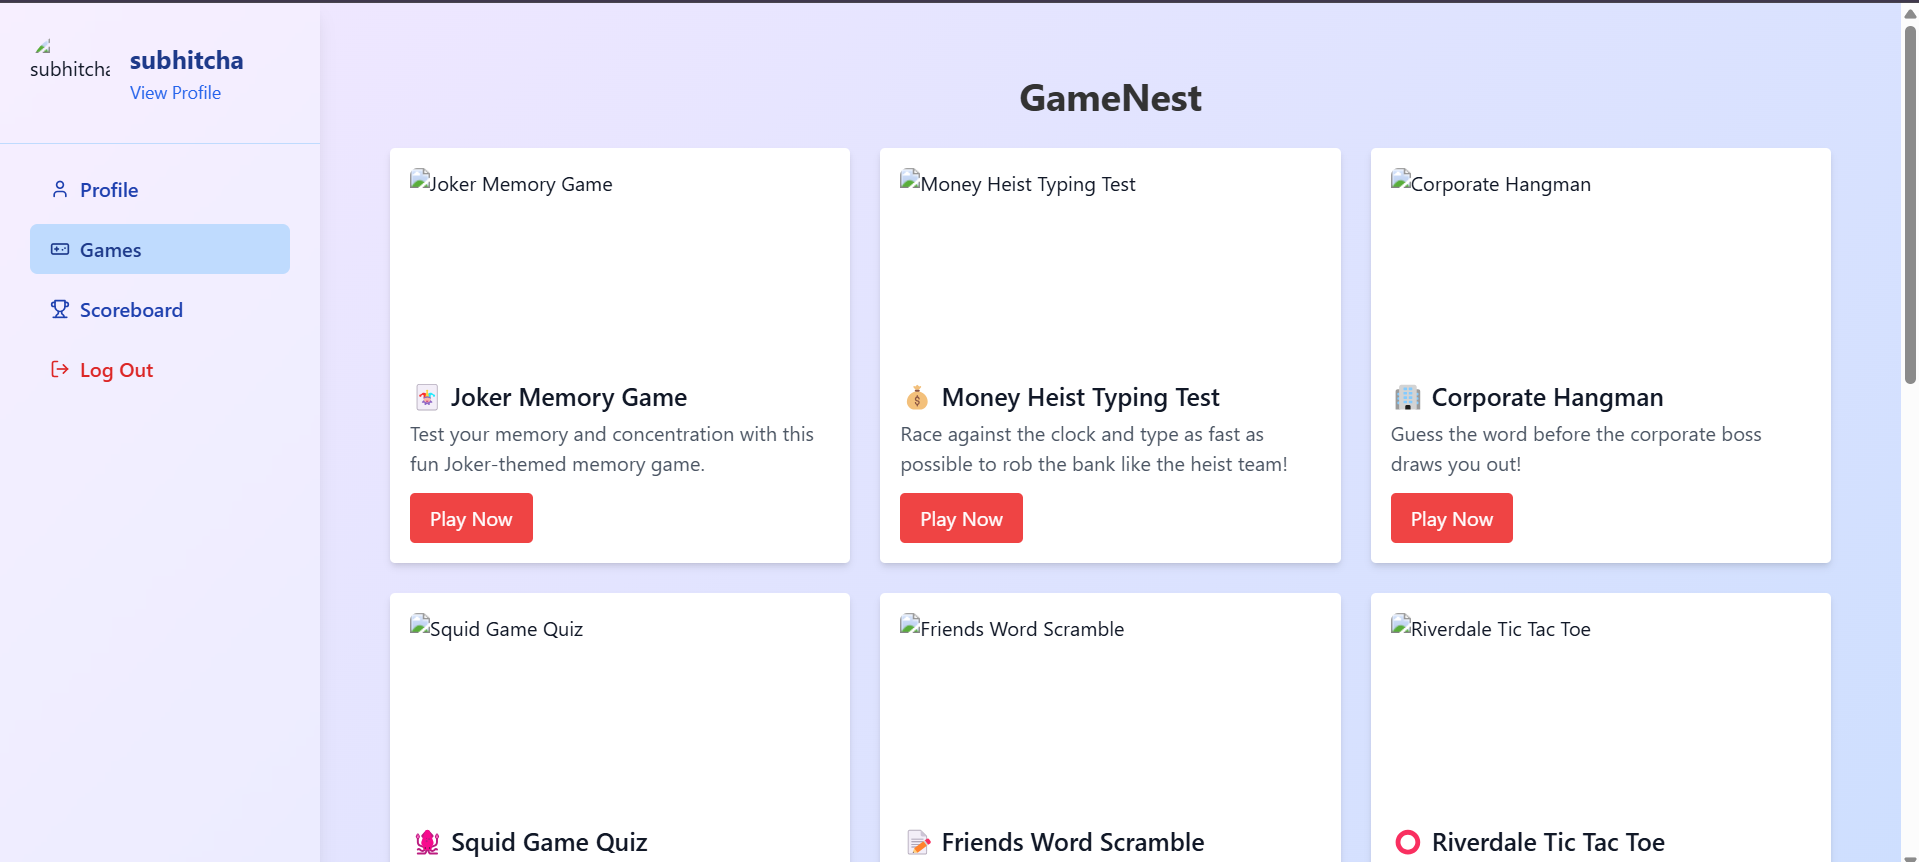 subhitcha
subhitcha
View Profile
Profile
Games
Scoreboard
Log Out
GameNest
Joker Memory Game
Joker Memory Game
Test your memory and concentration with this
fun Joker-themed memory game.
Play Now
Money Heist Typing Test
Money Heist Typing Test
Race against the clock and type as fast as
possible to rob the bank like the heist team!
Play Now
Corporate Hangman
Corporate Hangman
Guess the word before the corporate boss
draws you out!
Play Now
Squid Game Quiz
Squid Game Quiz
Friends Word Scramble
Friends Word Scramble
Riverdale Tic Tac Toe
Riverdale Tic Tac Toe